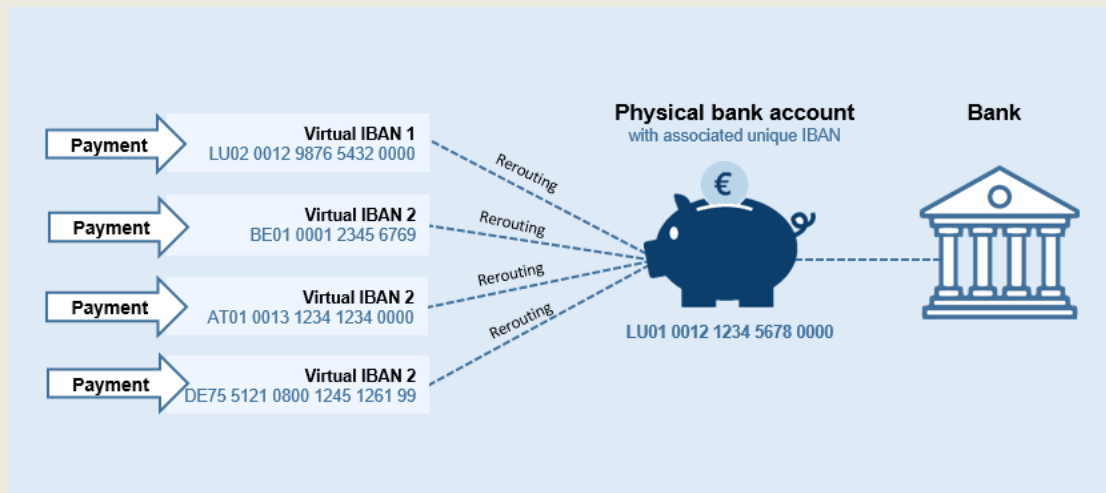 Physical bank account
with associated unique IBAN
Bank
Payment
Virtual IBAN 1
LU02 0012 9876 5432 0000
Rerouting
€
Payment
Virtual IBAN 2
BE01 0001 2345 6769
Rerouting
Payment
Virtual IBAN 2
AT01 0013 1234 1234 0000
Rerouting
LU01 0012 1234 5678 0000
Payment
Virtual IBAN 2
DE75 5121 0800 1245 1261 99
Rerouting